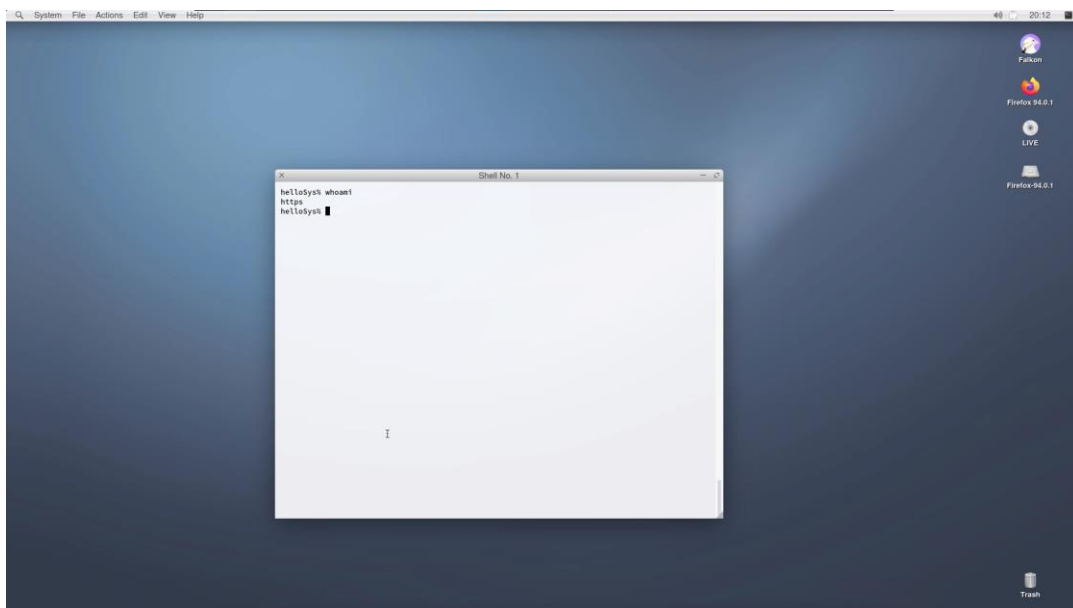 System File Actions Edit View Help
20:12
Falkon
Firefox 94.0.1
LIVE
Firefox-94.0.1
Shell No. 1
helloSys% whoami
https
helloSys%
Trash